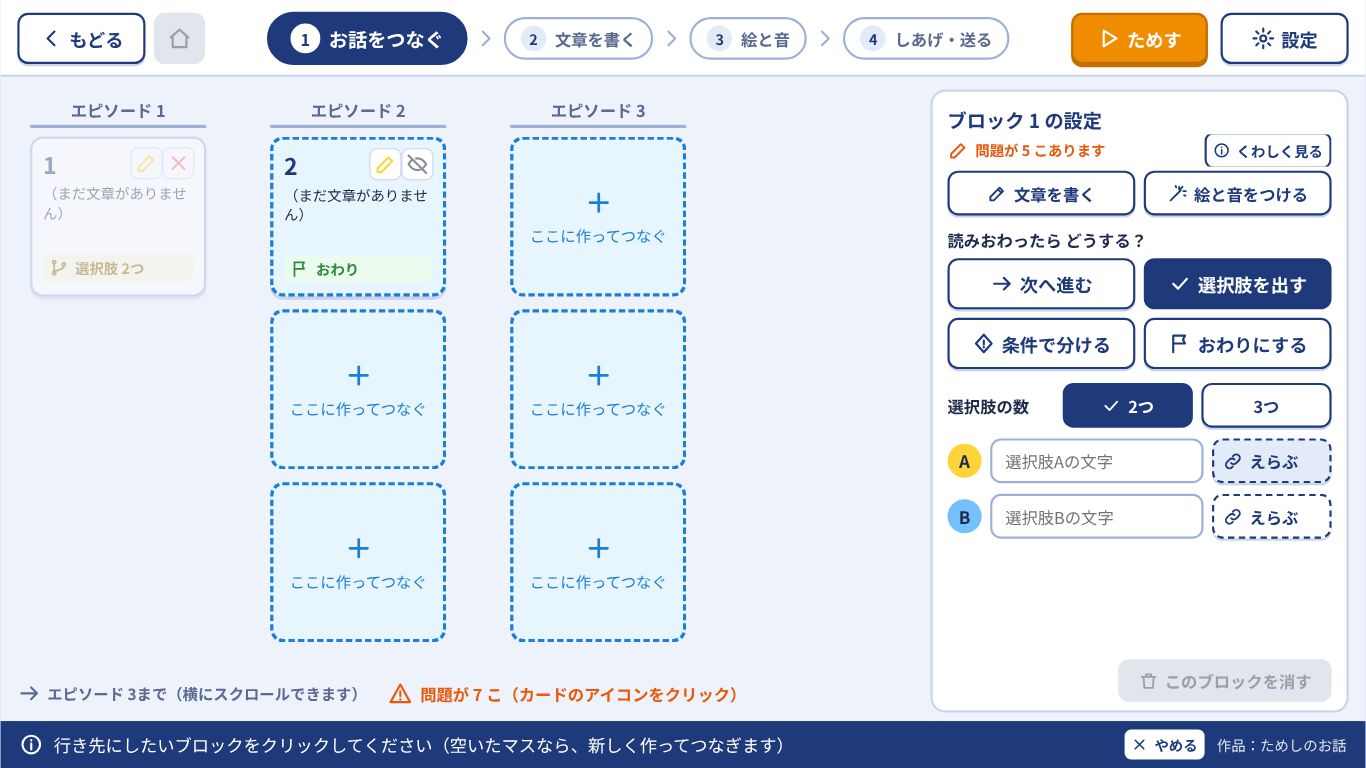 もどる
1 お話をつなぐ
2 文章を書く
3 絵と音
4 しあげ・送る
ためす
設定
エピソード 1
エピソード 2
エピソード 3
1
（まだ文章がありませ
ん）
選択肢 2つ
2
（まだ文章がありませ
ん）
おわり
ここに作ってつなぐ
ここに作ってつなぐ
ここに作ってつなぐ
ここに作ってつなぐ
ここに作ってつなぐ
ブロック 1 の設定
問題が 5 こあります
くわしく見る
文章を書く
絵と音をつける
読みおわったら どうする？
次へ進む
選択肢を出す
条件で分ける
おわりにする
選択肢の数
2つ
3つ
A 選択肢Aの文字 えらぶ
B 選択肢Bの文字 えらぶ
このブロックを消す
エピソード 3まで（横にスクロールできます）
問題が 7 こ（カードのアイコンをクリック）
行き先にしたいブロックをクリックしてください（空いたマスなら、新しく作ってつなぎます）
やめる
作品：ためしのお話